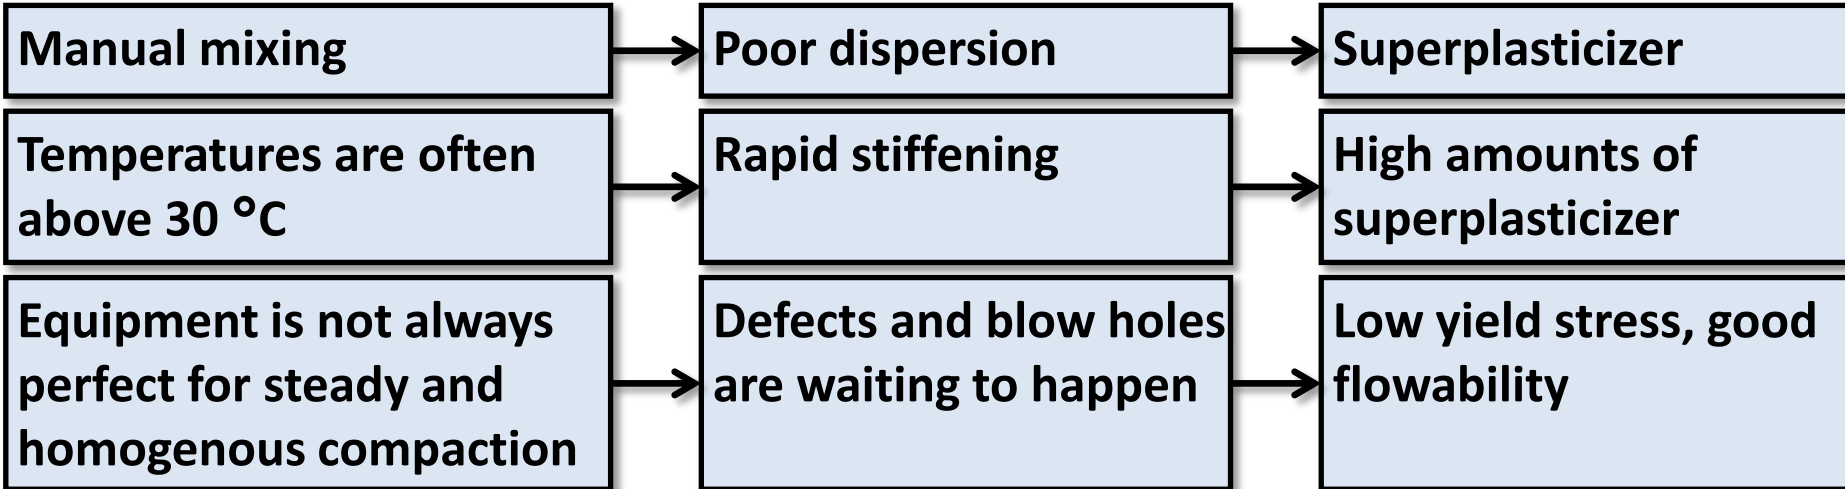 Manual mixing
Poor dispersion
Superplasticizer
Temperatures are often
above 30 °C
Rapid stiffening
High amounts of
superplasticizer
Equipment is not always
perfect for steady and
homogenous compaction
Defects and blow holes
are waiting to happen
Low yield stress, good
flowability